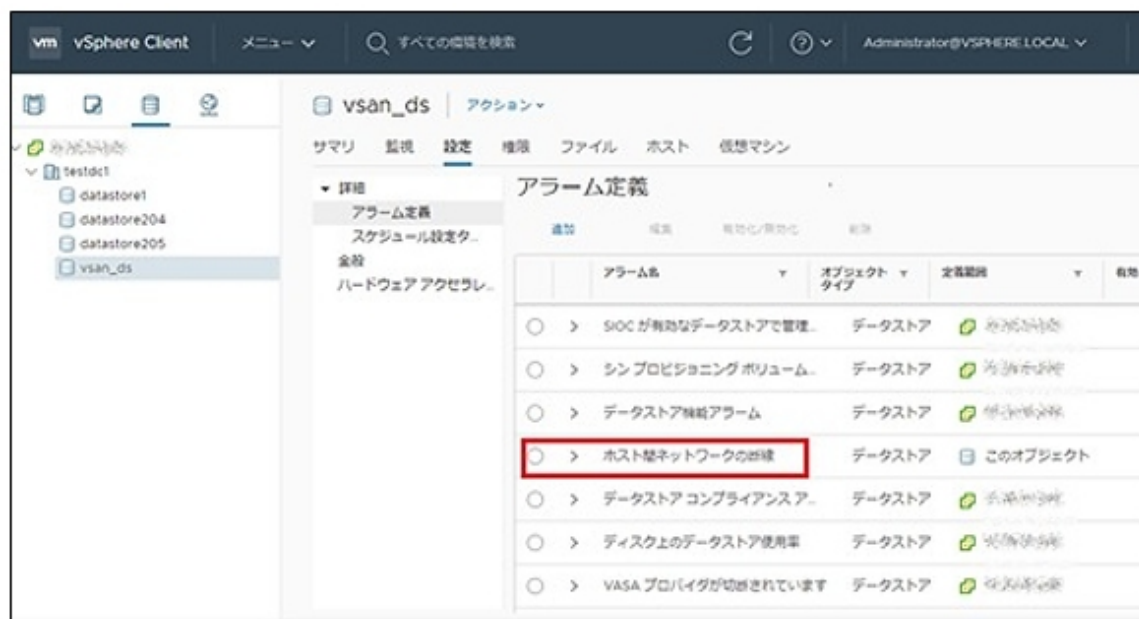 vm vSphere Client メニュー すべての環境を検索 Administrator@VSPHERE.LOCAL
vsan_ds アクション
サマリ 監視 設定 権限 ファイル ホスト 仮想マシン
testdc1
datastore1
datastore204
datastore205
vsan_ds
詳細
アラーム定義
スケジュール設定タ...
全般
ハードウェア アクセラレ...
アラーム定義
追加 編集 有効化/無効化 削除
アラーム名 オブジェクト タイプ 定義範囲 有効
SIOC が有効なデータストアで管理... データストア
シン プロビジョニング ボリューム... データストア
データストア機能アラーム データストア
ホスト間ネットワークの断線 データストア このオブジェクト
データストア コンプライアンス ア... データストア
ディスク上のデータストア使用率 データストア
VASA プロバイダが切断されています データストア